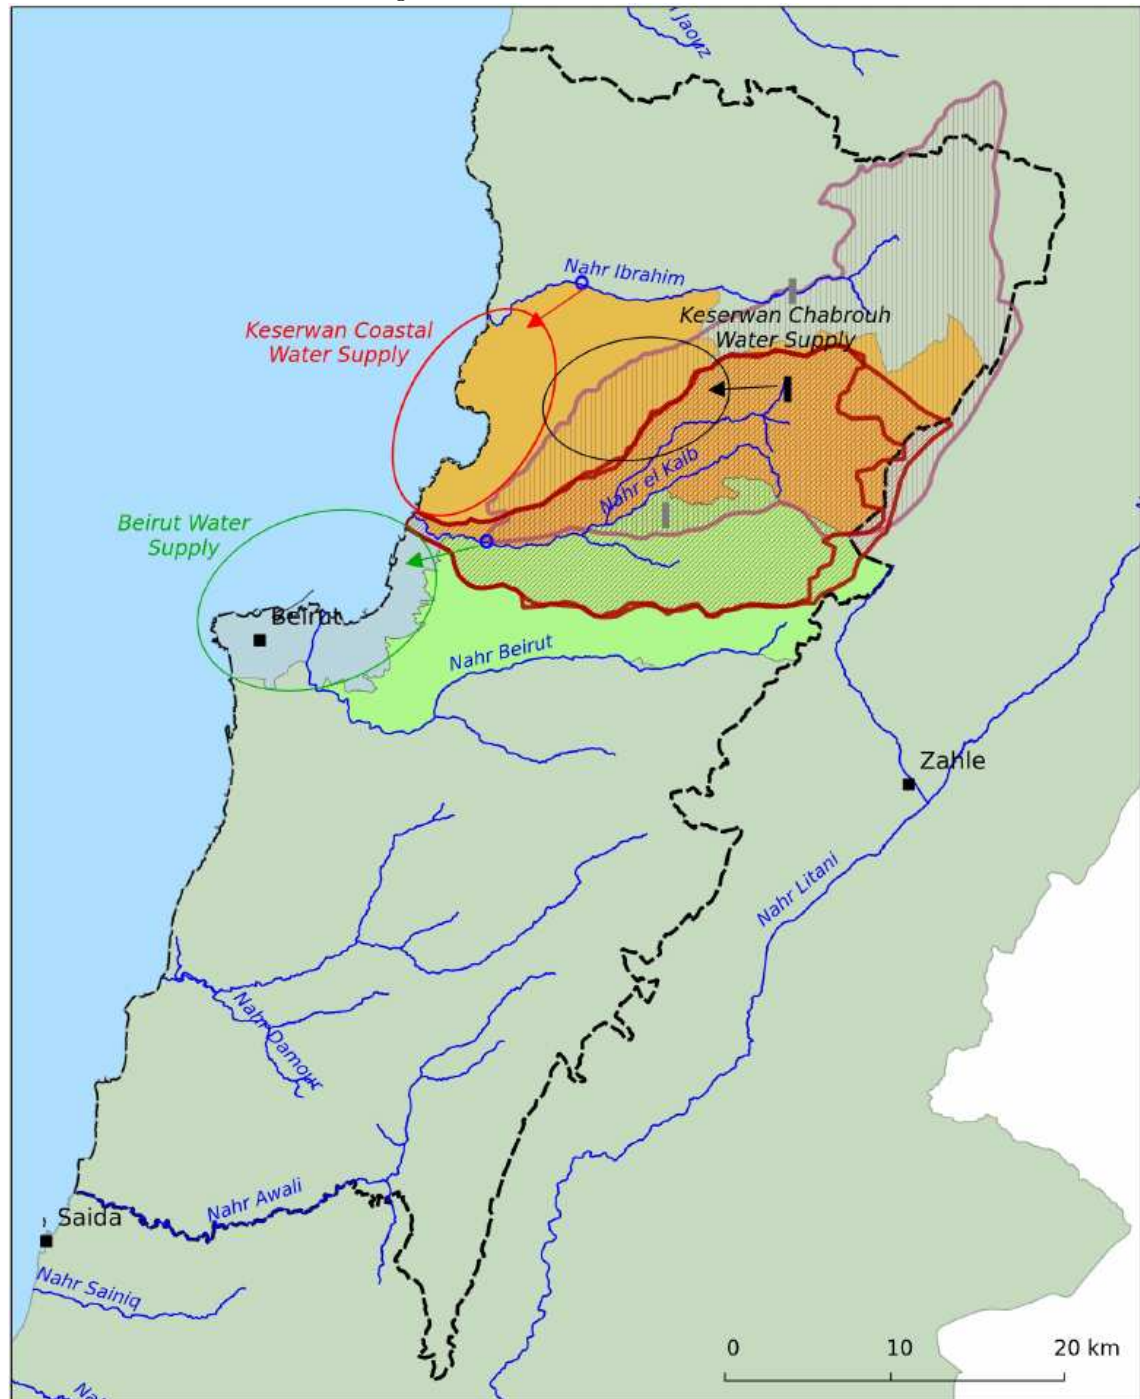 Jaouz
Nahr Ibrahim
Keserwan Coastal
Water Supply
Keserwan Chabrouh
Water Supply
Nahr el Kalb
Beirut Water
Supply
Beirut
Nahr Beirut
Zahle
Nahr Litani
Nahr Damour
Nahr Awali
Saida
Nahr Sainiq
0 10 20 km